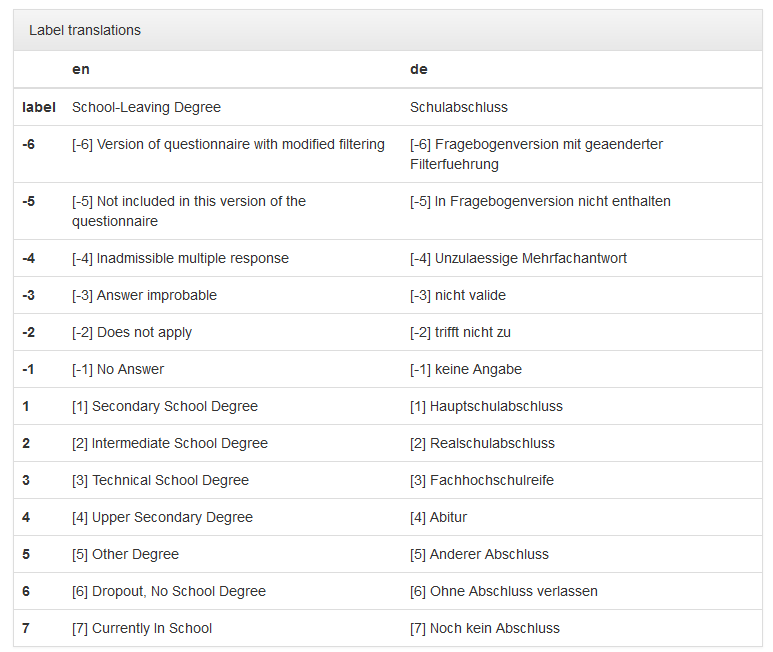 Label translations
en de
label School-Leaving Degree Schulabschluss
-6 [-6] Version of questionnaire with modified filtering [-6] Fragebogenversion mit geaenderter
Filterfuehrung
-5 [-5] Not included in this version of the [-5] In Fragebogenversion nicht enthalten
questionnaire
-4 [-4] Inadmissible multiple response [-4] Unzulaessige Mehrfachantwort
-3 [-3] Answer improbable [-3] nicht valide
-2 [-2] Does not apply [-2] trifft nicht zu
-1 [-1] No Answer [-1] keine Angabe
1 [1] Secondary School Degree [1] Hauptschulabschluss
2 [2] Intermediate School Degree [2] Realschulabschluss
3 [3] Technical School Degree [3] Fachhochschulreife
4 [4] Upper Secondary Degree [4] Abitur
5 [5] Other Degree [5] Anderer Abschluss
6 [6] Dropout, No School Degree [6] Ohne Abschluss verlassen
7 [7] Currently In School [7] Noch kein Abschluss